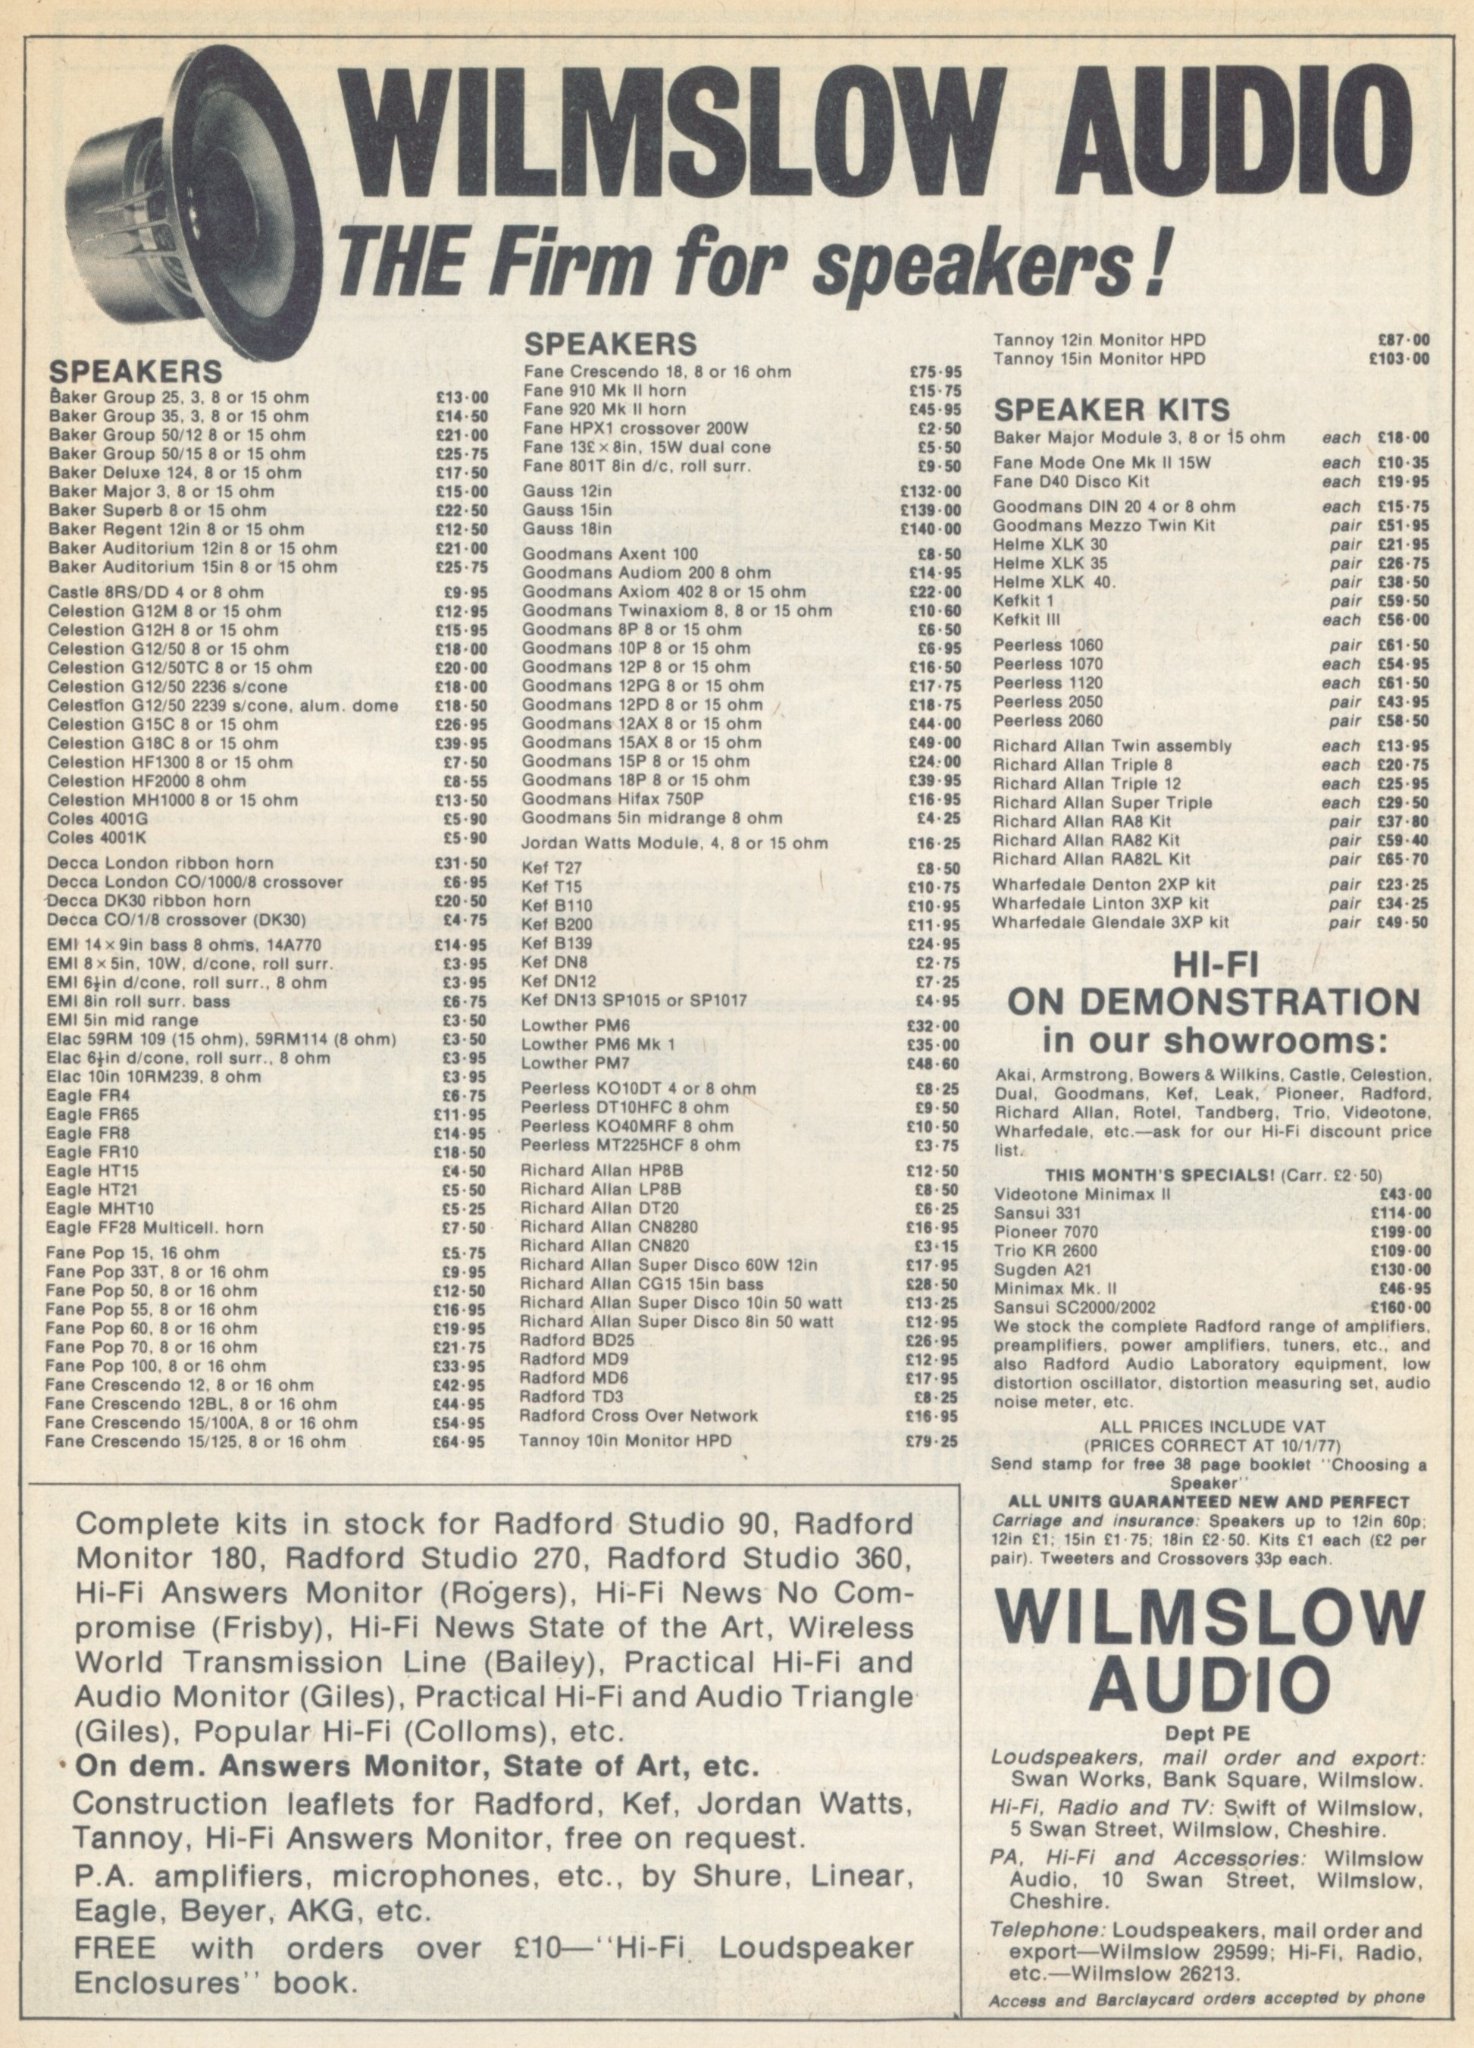 WILMSLOW AUDIO
THE Firm for speakers!
SPEAKERS
Baker Group 25, 3, 8 or 15 ohm £13·00
Baker Group 35, 3, 8 or 15 ohm £14·50
Baker Group 50/12 8 or 15 ohm £21·00
Baker Group 50/15 8 or 15 ohm £25·75
Baker Deluxe 124, 8 or 15 ohm £17·50
Baker Major 3, 8 or 15 ohm £15·00
Baker Superb 8 or 15 ohm £22·50
Baker Regent 12in 8 or 15 ohm £12·50
Baker Auditorium 12in 8 or 15 ohm £21·00
Baker Auditorium 15in 8 or 15 ohm £25·75
Castle 8RS/DD 4 or 8 ohm £9·95
Celestion G12M 8 or 15 ohm £12·95
Celestion G12H 8 or 15 ohm £15·95
Celestion G12/50 8 or 15 ohm £18·00
Celestion G12/50TC 8 or 15 ohm £20·00
Celestion G12/50 2236 s/cone £18·00
Celestion G12/50 2239 s/cone, alum. dome £18·50
Celestion G15C 8 or 15 ohm £26·95
Celestion G18C 8 or 15 ohm £39·95
Celestion HF1300 8 or 15 ohm £7·50
Celestion HF2000 8 ohm £8·55
Celestion MH1000 8 or 15 ohm £13·50
Coles 4001G £5·90
Coles 4001K £5·90
Decca London ribbon horn £31·50
Decca London CO/1000/8 crossover £6·95
Decca DK30 ribbon horn £20·50
Decca CO/1/8 crossover (DK30) £4·75
EMI 14×9in bass 8 ohms, 14A770 £14·95
EMI 8×5in, 10W, d/cone, roll surr. £3·95
EMI 6½in d/cone, roll surr., 8 ohm £3·95
EMI 8in roll surr. bass £6·75
EMI 5in mid range £3·50
Elac 59RM 109 (15 ohm), 59RM114 (8 ohm) £3·50
Elac 6½in d/cone, roll surr., 8 ohm £3·95
Elac 10in 10RM239, 8 ohm £3·95
Eagle FR4 £6·75
Eagle FR65 £11·95
Eagle FR8 £14·95
Eagle FR10 £18·50
Eagle HT15 £4·50
Eagle HT21 £5·50
Eagle MHT10 £5·25
Eagle FF28 Multicell. horn £7·50
Fane Pop 15, 16 ohm £5·75
Fane Pop 33T, 8 or 16 ohm £9·95
Fane Pop 50, 8 or 16 ohm £12·50
Fane Pop 55, 8 or 16 ohm £16·95
Fane Pop 60, 8 or 16 ohm £19·95
Fane Pop 70, 8 or 16 ohm £21·75
Fane Pop 100, 8 or 16 ohm £33·95
Fane Crescendo 12, 8 or 16 ohm £42·95
Fane Crescendo 12BL, 8 or 16 ohm £44·95
Fane Crescendo 15/100A, 8 or 16 ohm £54·95
Fane Crescendo 15/125, 8 or 16 ohm £64·95
SPEAKERS
Fane Crescendo 18, 8 or 16 ohm £75·95
Fane 910 Mk II horn £15·75
Fane 920 Mk II horn £45·95
Fane HPX1 crossover 200W £2·50
Fane 13£×8in, 15W dual cone £5·50
Fane 801T 8in d/c, roll surr. £9·50
Gauss 12in £132·00
Gauss 15in £139·00
Gauss 18in £140·00
Goodmans Axent 100 £8·50
Goodmans Audiom 200 8 ohm £14·95
Goodmans Axiom 402 8 or 15 ohm £22·00
Goodmans Twinaxiom 8, 8 or 15 ohm £10·60
Goodmans 8P 8 or 15 ohm £6·50
Goodmans 10P 8 or 15 ohm £6·95
Goodmans 12P 8 or 15 ohm £16·50
Goodmans 12PG 8 or 15 ohm £17·75
Goodmans 12PD 8 or 15 ohm £18·75
Goodmans 12AX 8 or 15 ohm £44·00
Goodmans 15AX 8 or 15 ohm £49·00
Goodmans 15P 8 or 15 ohm £24·00
Goodmans 18P 8 or 15 ohm £39·95
Goodmans Hifax 750P £16·95
Goodmans 5in midrange 8 ohm £4·25
Jordan Watts Module, 4, 8 or 15 ohm £16·25
Kef T27 £8·50
Kef T15 £10·75
Kef B110 £10·95
Kef B200 £11·95
Kef B139 £24·95
Kef DN8 £2·75
Kef DN12 £7·25
Kef DN13 SP1015 or SP1017 £4·95
Lowther PM6 £32·00
Lowther PM6 Mk 1 £35·00
Lowther PM7 £48·60
Peerless KO10DT 4 or 8 ohm £8·25
Peerless DT10HFC 8 ohm £9·50
Peerless KO40MRF 8 ohm £10·50
Peerless MT225HCF 8 ohm £3·75
Richard Allan HP8B £12·50
Richard Allan LP8B £8·50
Richard Allan DT20 £6·25
Richard Allan CN8280 £16·95
Richard Allan CN820 £3·15
Richard Allan Super Disco 60W 12in £17·95
Richard Allan CG15 15in bass £28·50
Richard Allan Super Disco 10in 50 watt £13·25
Richard Allan Super Disco 8in 50 watt £12·95
Radford BD25 £26·95
Radford MD9 £12·95
Radford MD6 £17·95
Radford TD3 £8·25
Radford Cross Over Network £16·95
Tannoy 10in Monitor HPD £79·25
Tannoy 12in Monitor HPD £87·00
Tannoy 15in Monitor HPD £103·00
SPEAKER KITS
Baker Major Module 3, 8 or 15 ohm each £18·00
Fane Mode One Mk II 15W each £10·35
Fane D40 Disco Kit each £19·95
Goodmans DIN 20 4 or 8 ohm each £15·75
Goodmans Mezzo Twin Kit pair £51·95
Helme XLK 30 pair £21·95
Helme XLK 35 pair £26·75
Helme XLK 40. pair £38·50
Kefkit 1 pair £59·50
Kefkit III each £56·00
Peerless 1060 pair £61·50
Peerless 1070 each £54·95
Peerless 1120 each £61·50
Peerless 2050 pair £43·95
Peerless 2060 pair £58·50
Richard Allan Twin assembly each £13·95
Richard Allan Triple 8 each £20·75
Richard Allan Triple 12 each £25·95
Richard Allan Super Triple each £29·50
Richard Allan RA8 Kit pair £37·80
Richard Allan RA82 Kit pair £59·40
Richard Allan RA82L Kit pair £65·70
Wharfedale Denton 2XP kit pair £23·25
Wharfedale Linton 3XP kit pair £34·25
Wharfedale Glendale 3XP kit pair £49·50
HI-FI
ON DEMONSTRATION
in our showrooms:
Akai, Armstrong, Bowers & Wilkins, Castle, Celestion,
Dual, Goodmans, Kef, Leak, Pioneer, Radford,
Richard Allan, Rotel, Tandberg, Trio, Videotone,
Wharfedale, etc.—ask for our Hi-Fi discount price
list.
THIS MONTH'S SPECIALS! (Carr. £2·50)
Videotone Minimax II £43·00
Sansui 331 £114·00
Pioneer 7070 £199·00
Trio KR 2600 £109·00
Sugden A21 £130·00
Minimax Mk. II £46·95
Sansui SC2000/2002 £160·00
We stock the complete Radford range of amplifiers,
preamplifiers, power amplifiers, tuners, etc., and
also Radford Audio Laboratory equipment, low
distortion oscillator, distortion measuring set, audio
noise meter, etc.
ALL PRICES INCLUDE VAT
(PRICES CORRECT AT 10/1/77)
Send stamp for free 38 page booklet "Choosing a
Speaker"
ALL UNITS GUARANTEED NEW AND PERFECT
Carriage and insurance: Speakers up to 12in 60p;
12in £1; 15in £1·75; 18in £2·50. Kits £1 each (£2 per
pair). Tweeters and Crossovers 33p each.
Complete kits in stock for Radford Studio 90, Radford
Monitor 180, Radford Studio 270, Radford Studio 360,
Hi-Fi Answers Monitor (Rogers), Hi-Fi News No Com-
promise (Frisby), Hi-Fi News State of the Art, Wireless
World Transmission Line (Bailey), Practical Hi-Fi and
Audio Monitor (Giles), Practical Hi-Fi and Audio Triangle
(Giles), Popular Hi-Fi (Colloms), etc.
On dem. Answers Monitor, State of Art, etc.
Construction leaflets for Radford, Kef, Jordan Watts,
Tannoy, Hi-Fi Answers Monitor, free on request.
P.A. amplifiers, microphones, etc., by Shure, Linear,
Eagle, Beyer, AKG, etc.
FREE with orders over £10—"Hi-Fi Loudspeaker
Enclosures" book.
WILMSLOW
AUDIO
Dept PE
Loudspeakers, mail order and export:
Swan Works, Bank Square, Wilmslow.
Hi-Fi, Radio and TV: Swift of Wilmslow,
5 Swan Street, Wilmslow, Cheshire.
PA, Hi-Fi and Accessories: Wilmslow
Audio, 10 Swan Street, Wilmslow,
Cheshire.
Telephone: Loudspeakers, mail order and
export—Wilmslow 29599; Hi-Fi, Radio,
etc.—Wilmslow 26213.
Access and Barclaycard orders accepted by phone